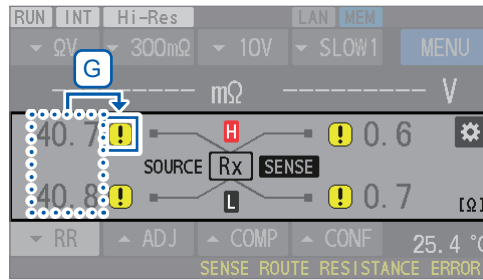 RUN INT Hi-Res LAN MEM
ΩV 300mΩ 10V SLOW1 MENU
G
------ mΩ ------ V
40.7 ! H ! 0.6
SOURCE Rx SENSE
40.8 ! L ! 0.7 [Ω]
RR ADJ COMP CONF 25.4 °C
SENSE ROUTE RESISTANCE ERROR